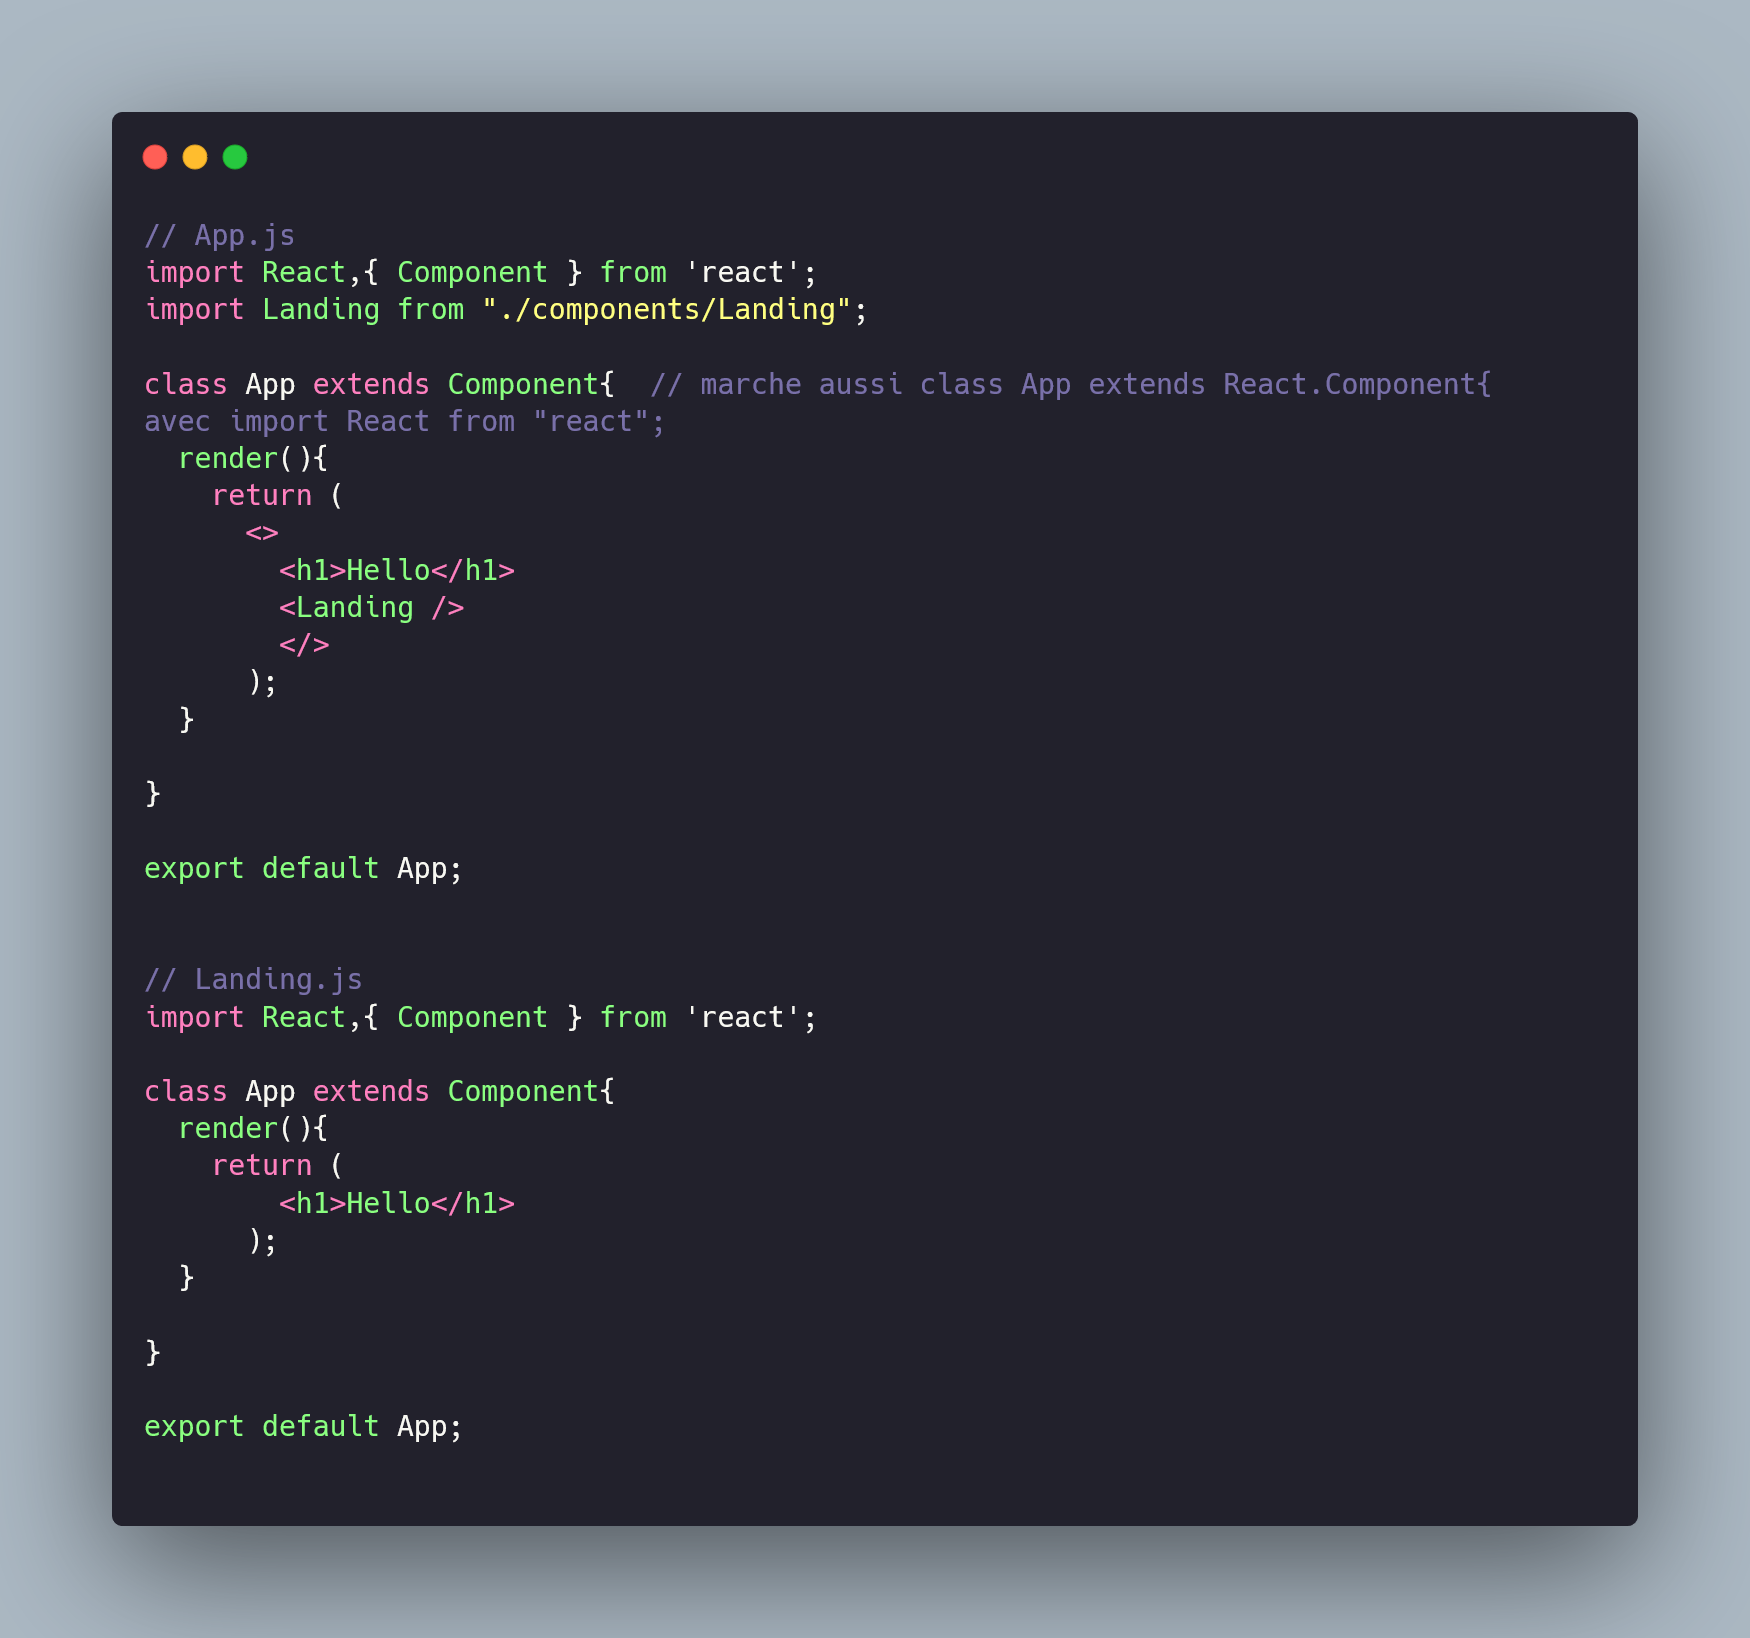 // App.js
import React,{ Component } from 'react';
import Landing from "./components/Landing";

class App extends Component{  // marche aussi class App extends React.Component{
avec import React from "react";
  render(){
    return (
      <>
        <h1>Hello</h1>
        <Landing />
        </>
      );
  }

}

export default App;


// Landing.js
import React,{ Component } from 'react';

class App extends Component{
  render(){
    return (
        <h1>Hello</h1>
      );
  }

}

export default App;